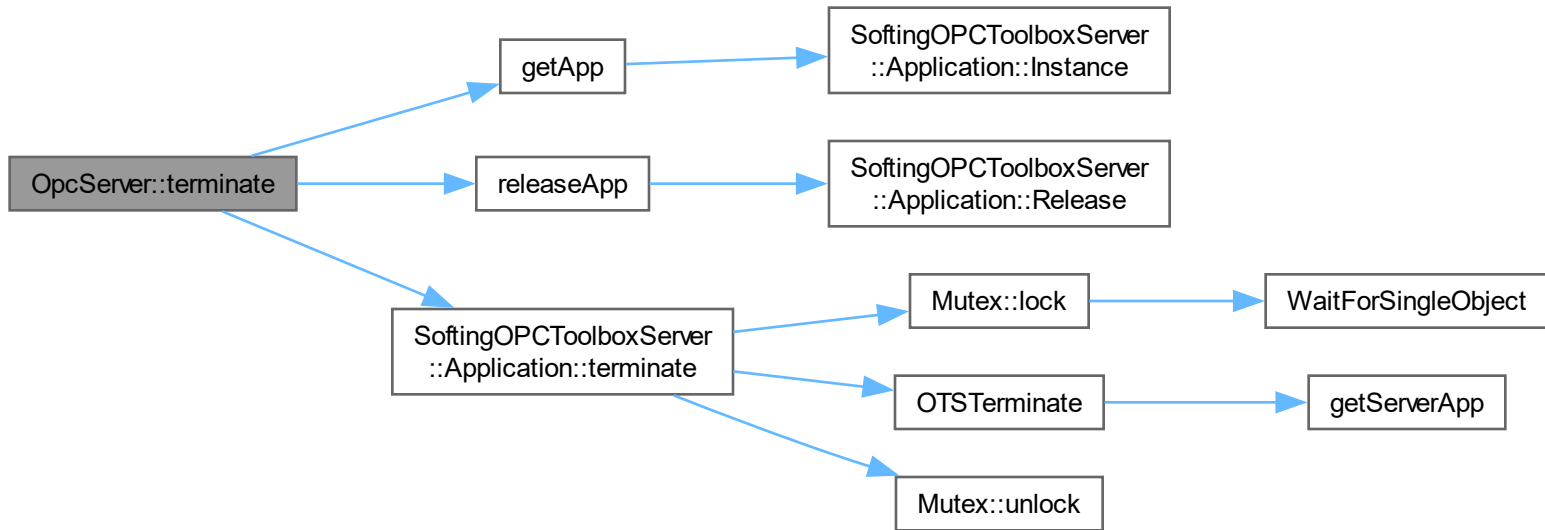 OpcServer::terminate
getApp
SoftingOPCToolboxServer
::Application::Instance
releaseApp
SoftingOPCToolboxServer
::Application::Release
SoftingOPCToolboxServer
::Application::terminate
Mutex::lock
WaitForSingleObject
OTSTerminate
getServerApp
Mutex::unlock